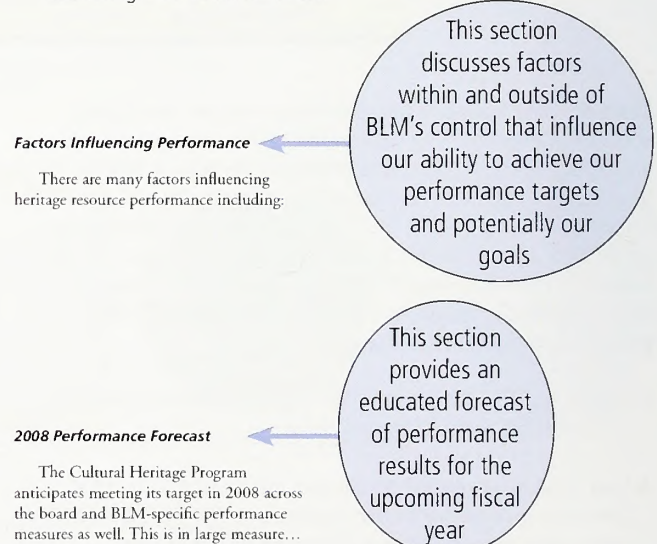 This section
discusses factors
within and outside of
BLM's control that influence
our ability to achieve our
performance targets
and potentially our
goals
Factors Influencing Performance
There are many factors influencing
heritage resource performance including:
This section
provides an
educated forecast
of performance
results for the
upcoming fiscal
year
2008 Performance Forecast
The Cultural Heritage Program
anticipates meeting its target in 2008 across
the board and BLM-specific performance
measures as well. This is in large measure…